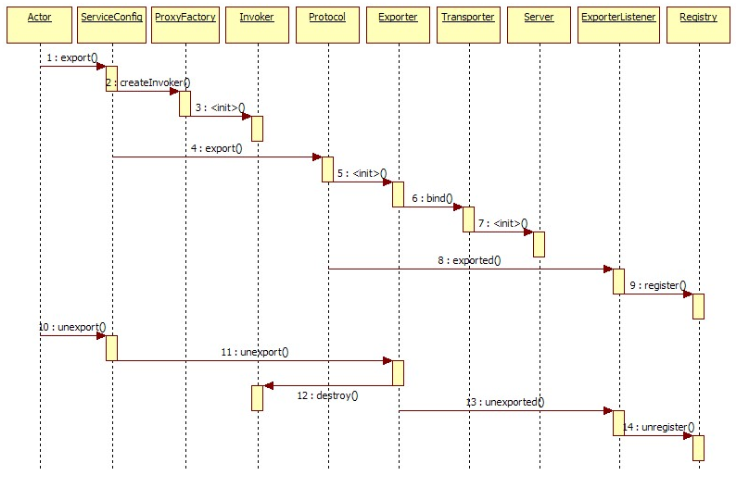 Actor ServiceConfig ProxyFactory Invoker Protocol Exporter Transporter Server ExporterListener Registry
1 : export()
2 : createInvoker()
3 : <init>()
4 : export()
5 : <init>()
6 : bind()
7 : <init>()
8 : exported()
9 : register()
10 : unexport()
11 : unexport()
12 : destroy()
13 : unexported()
14 : unregister()